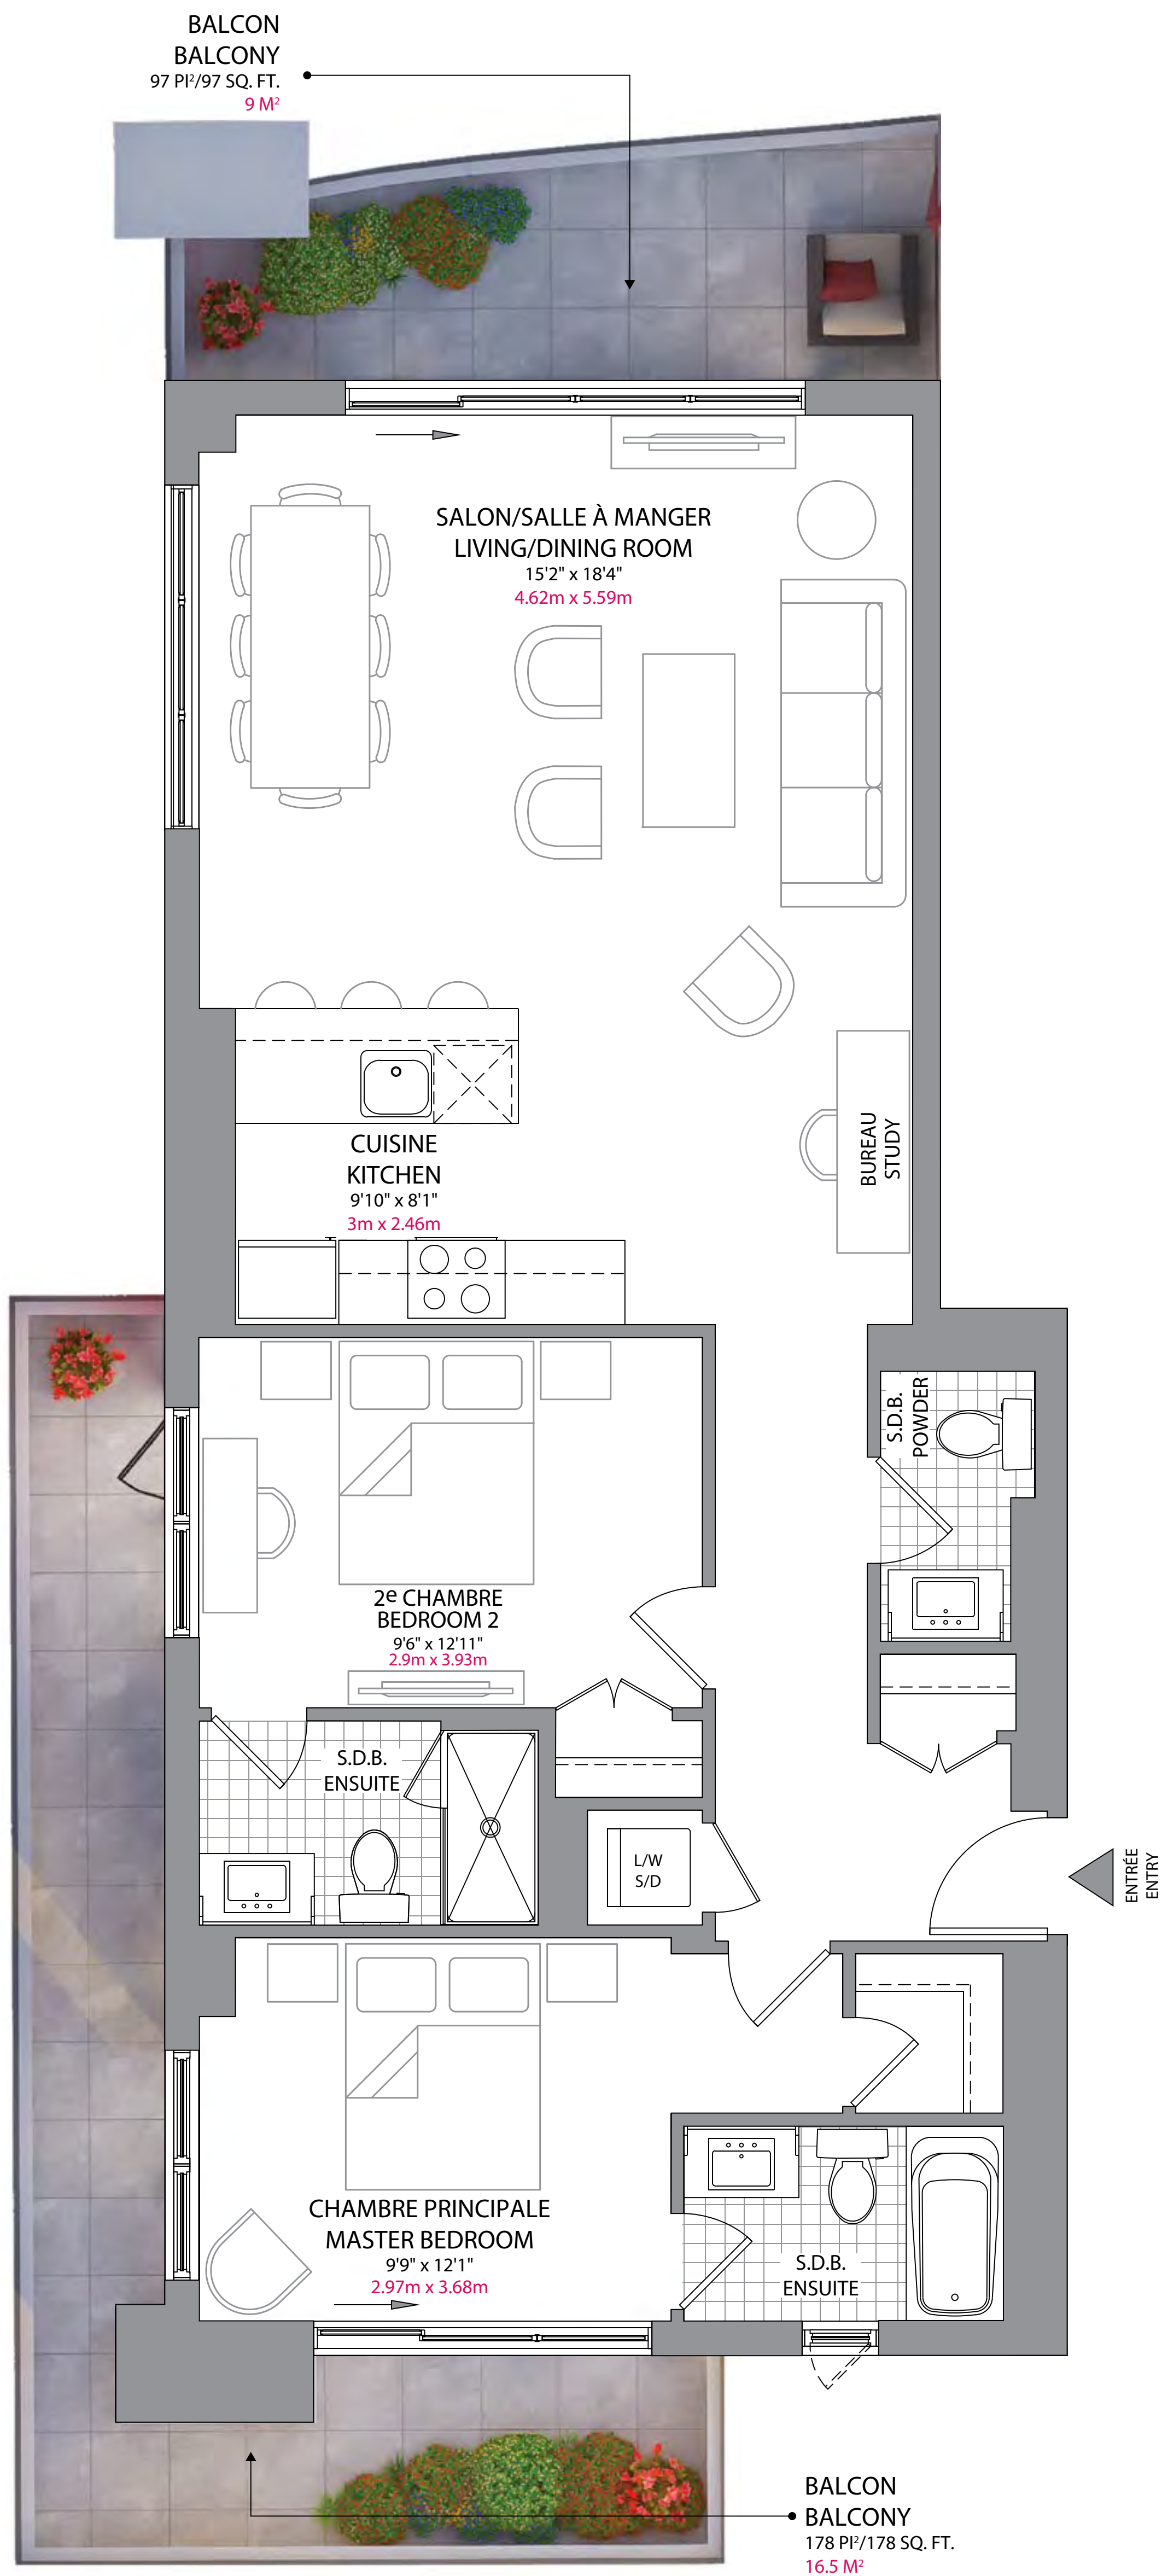 BALCON
BALCONY
97 PI²/97 SQ. FT.
9 M²
SALON/SALLE À MANGER
LIVING/DINING ROOM
15'2" x 18'4"
4.62m x 5.59m
BUREAU
STUDY
CUISINE
KITCHEN
9'10" x 8'1"
3m x 2.46m
S.D.B.
POWDER
2e CHAMBRE
BEDROOM 2
9'6" x 12'11"
2.9m x 3.93m
S.D.B.
ENSUITE
L/W
S/D
ENTRÉE
ENTRY
CHAMBRE PRINCIPALE
MASTER BEDROOM
9'9" x 12'1"
2.97m x 3.68m
S.D.B.
ENSUITE
BALCON
BALCONY
178 PI²/178 SQ. FT.
16.5 M²